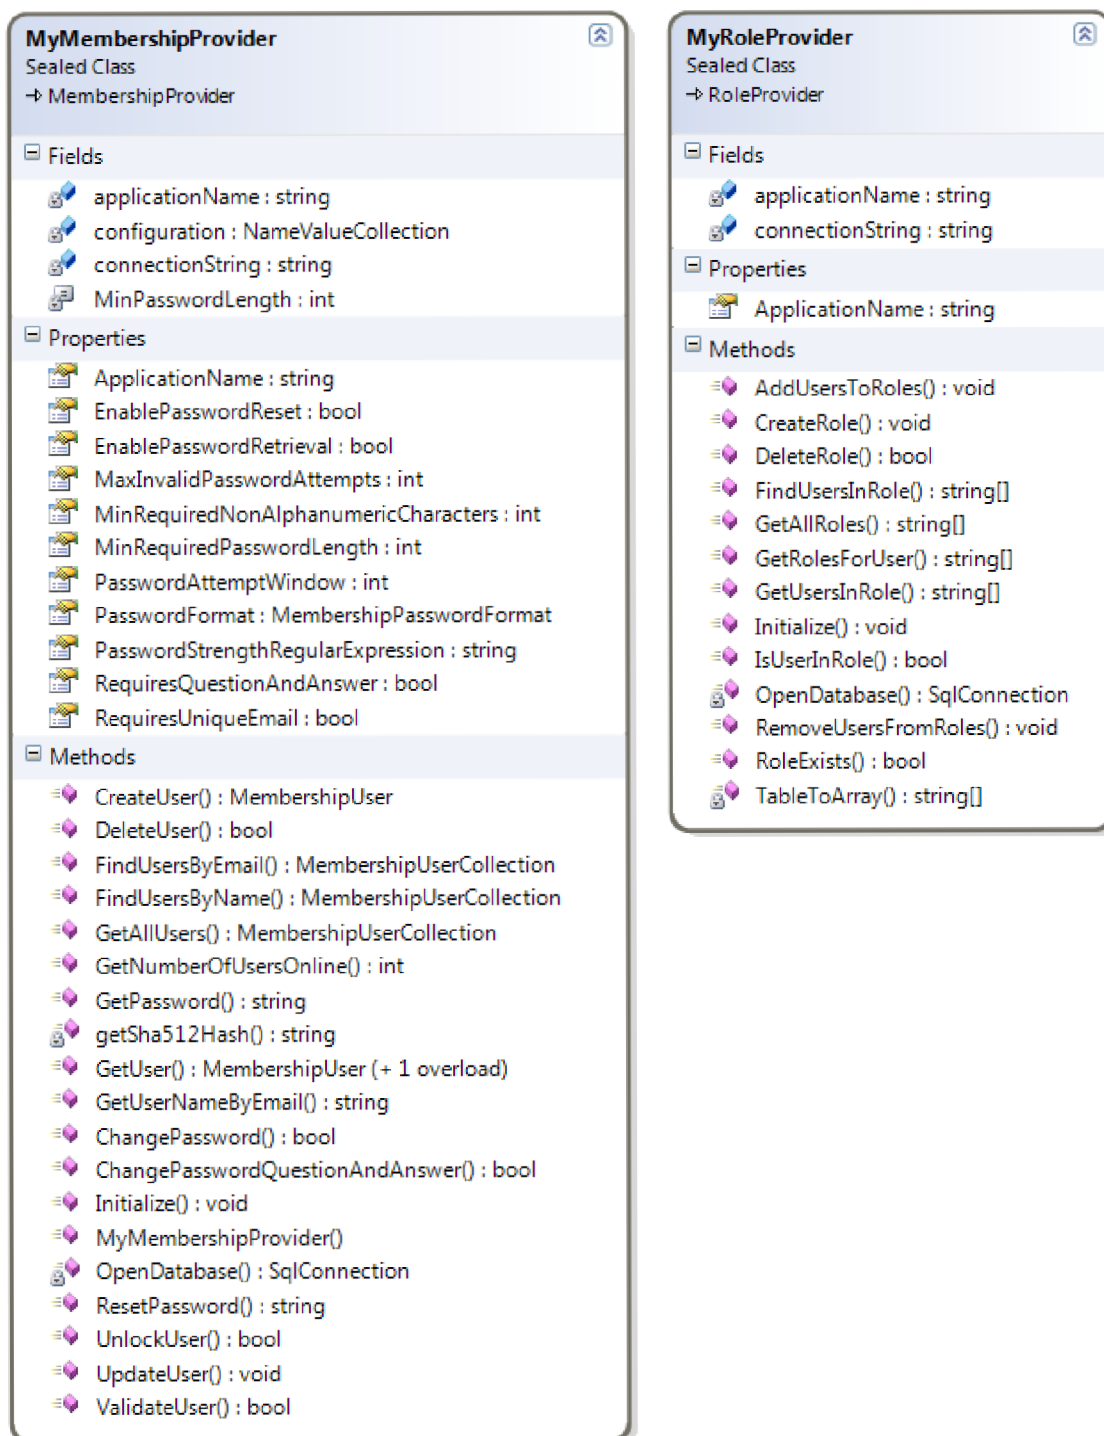 MyMembershipProvider
Sealed Class
MembershipProvider
Fields
applicationName : string
configuration : NameValueCollection
connectionString : string
MinPasswordLength : int
Properties
ApplicationName : string
EnablePasswordReset : bool
EnablePasswordRetrieval : bool
MaxInvalidPasswordAttempts : int
MinRequiredNonAlphanumericCharacters : int
MinRequiredPasswordLength : int
PasswordAttemptWindow : int
PasswordFormat : MembershipPasswordFormat
PasswordStrengthRegularExpression : string
RequiresQuestionAndAnswer : bool
RequiresUniqueEmail : bool
Methods
CreateUser() : MembershipUser
DeleteUser() : bool
FindUsersByEmail() : MembershipUserCollection
FindUsersByName() : MembershipUserCollection
GetAllUsers() : MembershipUserCollection
GetNumberOfUsersOnline() : int
GetPassword() : string
getSha512Hash() : string
GetUser() : MembershipUser (+ 1 overload)
GetUserNameByEmail() : string
ChangePassword() : bool
ChangePasswordQuestionAndAnswer() : bool
Initialize() : void
MyMembershipProvider()
OpenDatabase() : SqlConnection
ResetPassword() : string
UnlockUser() : bool
UpdateUser() : void
ValidateUser() : bool
MyRoleProvider
Sealed Class
RoleProvider
Fields
applicationName : string
connectionString : string
Properties
ApplicationName : string
Methods
AddUsersToRoles() : void
CreateRole() : void
DeleteRole() : bool
FindUsersInRole() : string[]
GetAllRoles() : string[]
GetRolesForUser() : string[]
GetUsersInRole() : string[]
Initialize() : void
IsUserInRole() : bool
OpenDatabase() : SqlConnection
RemoveUsersFromRoles() : void
RoleExists() : bool
TableToArray() : string[]